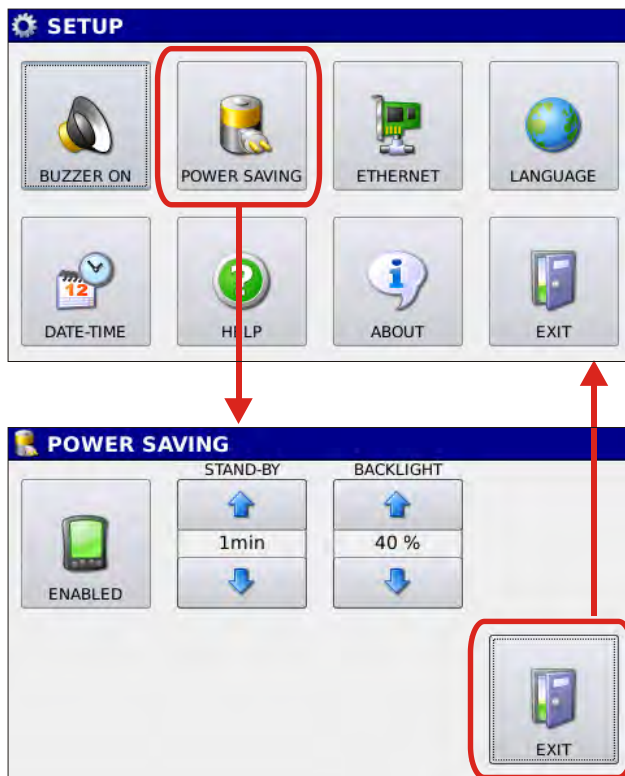 SETUP
BUZZER ON
POWER SAVING
ETHERNET
LANGUAGE
12
DATE-TIME
HELP
ABOUT
EXIT
POWER SAVING
STAND-BY
BACKLIGHT
1min
40 %
ENABLED
EXIT